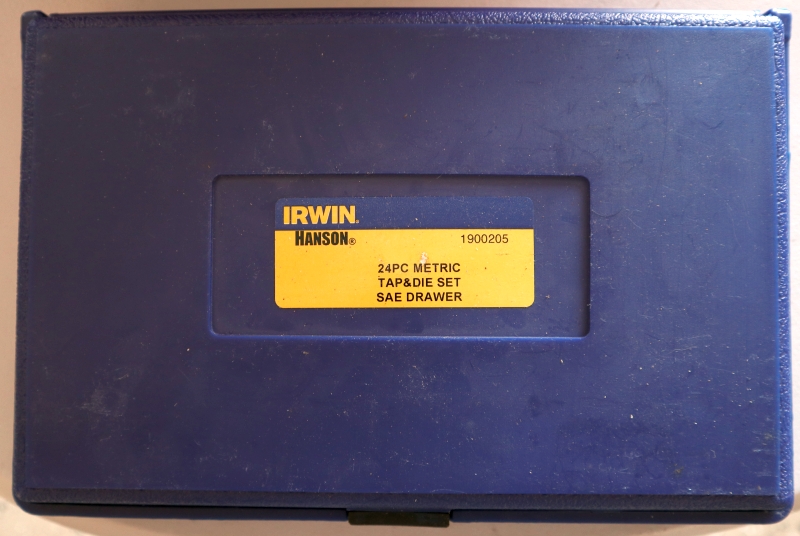 IRWIN.
HANSON® 1900205
24PC METRIC
TAP&DIE SET
SAE DRAWER